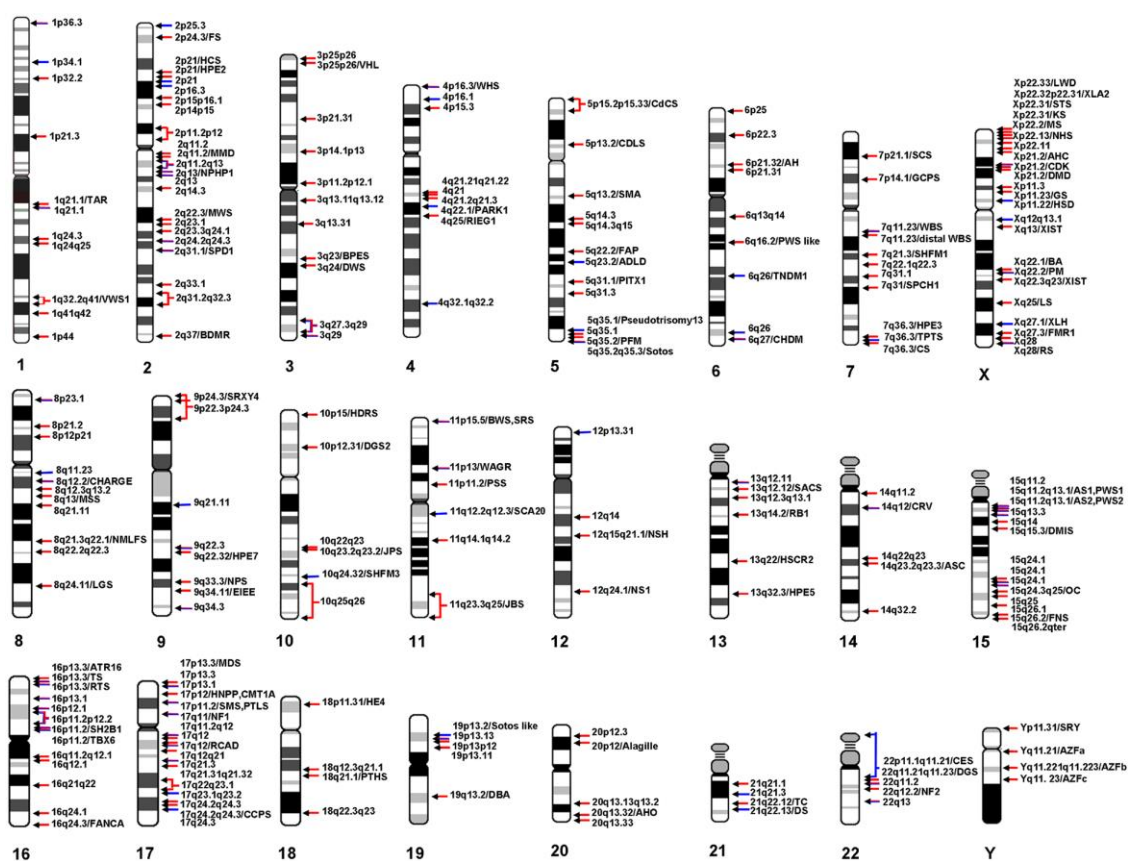 1p36.3
1p34.1
1p32.2
1p21.3
1q21.1/TAR
1q21.1
1q24.3
1q24q25
1q32.2q41/VWS1
1q41q42
1q44
1
2p25.3
2p24.3/FS
2p21/HCS
2p21/HPE2
2p21
2p16.3
2p15p16.1
2p14p15
2p11.2p12
2q11.2
2q11.2/MMD
2q11.2q13
2q13/NPHP1
2q13
2q14.3
2q22.3/MWS
2q23.1
2q23.3q24.1
2q24.2q24.3
2q31.1/SPD1
2q33.1
2q31.2q32.3
2q37/BDMR
2
3p25p26
3p25p26/VHL
3p21.31
3p14.1p13
3p11.2p12.1
3q13.11q13.12
3q13.31
3q23/BPES
3q24/DWS
3q27.3q29
3q29
3
4p16.3/WHS
4p16.1
4p15.3
4q21.21q21.22
4q21
4q21.2q21.3
4q22.1/PARK1
4q25/RIEG1
4q32.1q32.2
4
5p15.2p15.33/CdCS
5p13.2/CDLS
5q13.2/SMA
5q14.3
5q14.3q15
5q22.2/FAP
5q23.2/ADLD
5q31.1/PITX1
5q31.3
5q35.1/Pseudotrisomy13
5q35.1
5q35.2/PFM
5q35.2q35.3/Sotos
5
6p25
6p22.3
6p21.32/AH
6p21.31
6q13q14
6q16.2/PWS like
6q26/TNDM1
6q26
6q27/CHDM
6
7p21.1/SCS
7p14.1/GCPS
7q11.23/WBS
7q11.23/distal WBS
7q21.3/SHFM1
7q22.1q22.3
7q31.1
7q31/SPCH1
7q36.3/HPE3
7q36.3/TPTS
7q36.3/CS
7
Xp22.33/LWD
Xp22.32p22.31/XLA2
Xp22.31/STS
Xp22.31/KS
Xp22.2/MS
Xp22.13/NHS
Xp22.11
Xp21.2/AHC
Xp21.2/CDK
Xp21.2/DMD
Xp11.3
Xp11.23/GS
Xp11.22/HSD
Xq12q13.1
Xq13/XIST
Xq22.1/BA
Xq22.2/PM
Xq22.3q23/XIST
Xq25/LS
Xq27.1/XLH
Xq27.3/FMR1
Xq28
Xq28/RS
X
8p23.1
8p21.2
8p12p21
8q11.23
8q12.2/CHARGE
8q12.3q13.2
8q13/MSS
8q21.11
8q21.3q22.1/NMLFS
8q22.2q22.3
8q24.11/LGS
8
9p24.3/SRXY4
9p22.3p24.3
9q21.11
9q22.3
9q22.32/HPE7
9q33.3/NPS
9q34.11/EIEE
9q34.3
9
10p15/HDRS
10p12.31/DGS2
10q22q23
10q23.2q23.2/JPS
10q24.32/SHFM3
10q25q26
10
11p15.5/BWS,SRS
11p13/WAGR
11p11.2/PSS
11q12.2q12.3/SCA20
11q14.1q14.2
11q23.3q25/JBS
11
12p13.31
12q14
12q15q21.1/NSH
12q24.1/NS1
12
13q12.11
13q12.12/SACS
13q12.3q13.1
13q14.2/RB1
13q22/HSCR2
13q32.3/HPE5
13
14q11.2
14q12/CRV
14q22q23
14q23.2q23.3/ASC
14q32.2
14
15q11.2
15q11.2q13.1/AS1,PWS1
15q11.2q13.1/AS2,PWS2
15q13.3
15q14
15q15.3/DMIS
15q24.1
15q24.1
15q24.1
15q24.3q25/OC
15q25
15q26.1
15q26.2/FNS
15q26.2qter
15
16p13.3/ATR16
16p13.3/TS
16p13.3/RTS
16p13.1
16p12.1
16p11.2p12.2
16p11.2/SH2B1
16p11.2/TBX6
16q11.2q12.1
16q12.1
16q21q22
16q24.1
16q24.3/FANCA
16
17p13.3/MDS
17p13.3
17p13.1
17p12/HNPP,CMT1A
17p11.2/SMS,PTLS
17q11/NF1
17q11.2q12
17q12
17q12/RCAD
17q12q21
17q21.3
17q21.31q21.32
17q22q23.1
17q23.1q23.2
17q24.2q24.3
17q24.2q24.3/CCPS
17q24.3
17
18p11.31/HE4
18q12.3q21.1
18q21.1/PTHS
18q22.3q23
18
19p13.2/Sotos like
19p13.13
19p13p12
19p13.11
19q13.2/DBA
19
20p12.3
20p12/Alagille
20q13.13q13.2
20q13.32/AHO
20q13.33
20
21q21.1
21q21.3
21q22.12/TC
21q22.13/DS
21
22p11.1q11.21/CES
22q11.21q11.23/DGS
22q11.2
22q12.2/NF2
22q13
22
Yp11.31/SRY
Yq11.21/AZFa
Yq11.221q11.223/AZFb
Yq11. 23/AZFc
Y